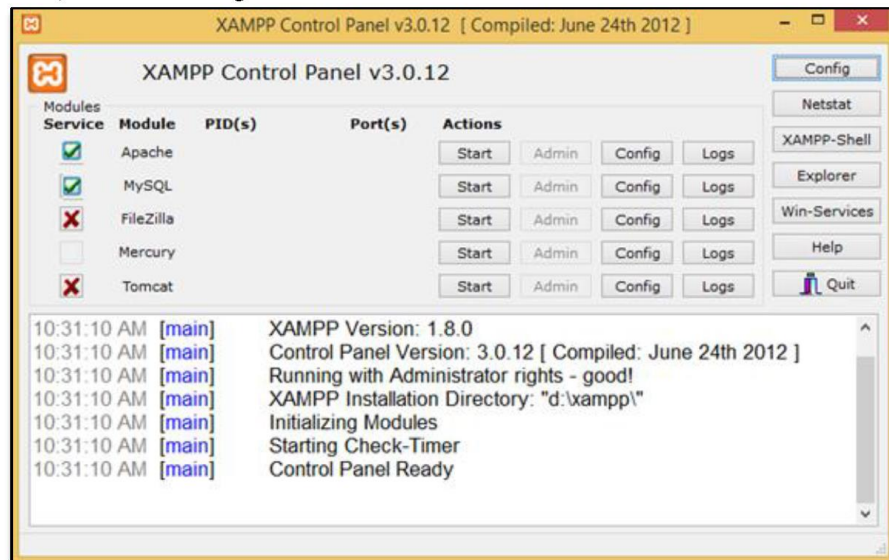 XAMPP Control Panel v3.0.12 [ Compiled: June 24th 2012 ]
XAMPP Control Panel v3.0.12
Config
Modules
Netstat
Service Module PID(s) Port(s) Actions
XAMPP-Shell
Apache Start Admin Config Logs
Explorer
MySQL Start Admin Config Logs
Win-Services
FileZilla Start Admin Config Logs
Help
Mercury Start Admin Config Logs
Quit
Tomcat Start Admin Config Logs
10:31:10 AM [main] XAMPP Version: 1.8.0
10:31:10 AM [main] Control Panel Version: 3.0.12 [ Compiled: June 24th 2012 ]
10:31:10 AM [main] Running with Administrator rights - good!
10:31:10 AM [main] XAMPP Installation Directory: "d:\xampp\"
10:31:10 AM [main] Initializing Modules
10:31:10 AM [main] Starting Check-Timer
10:31:10 AM [main] Control Panel Ready